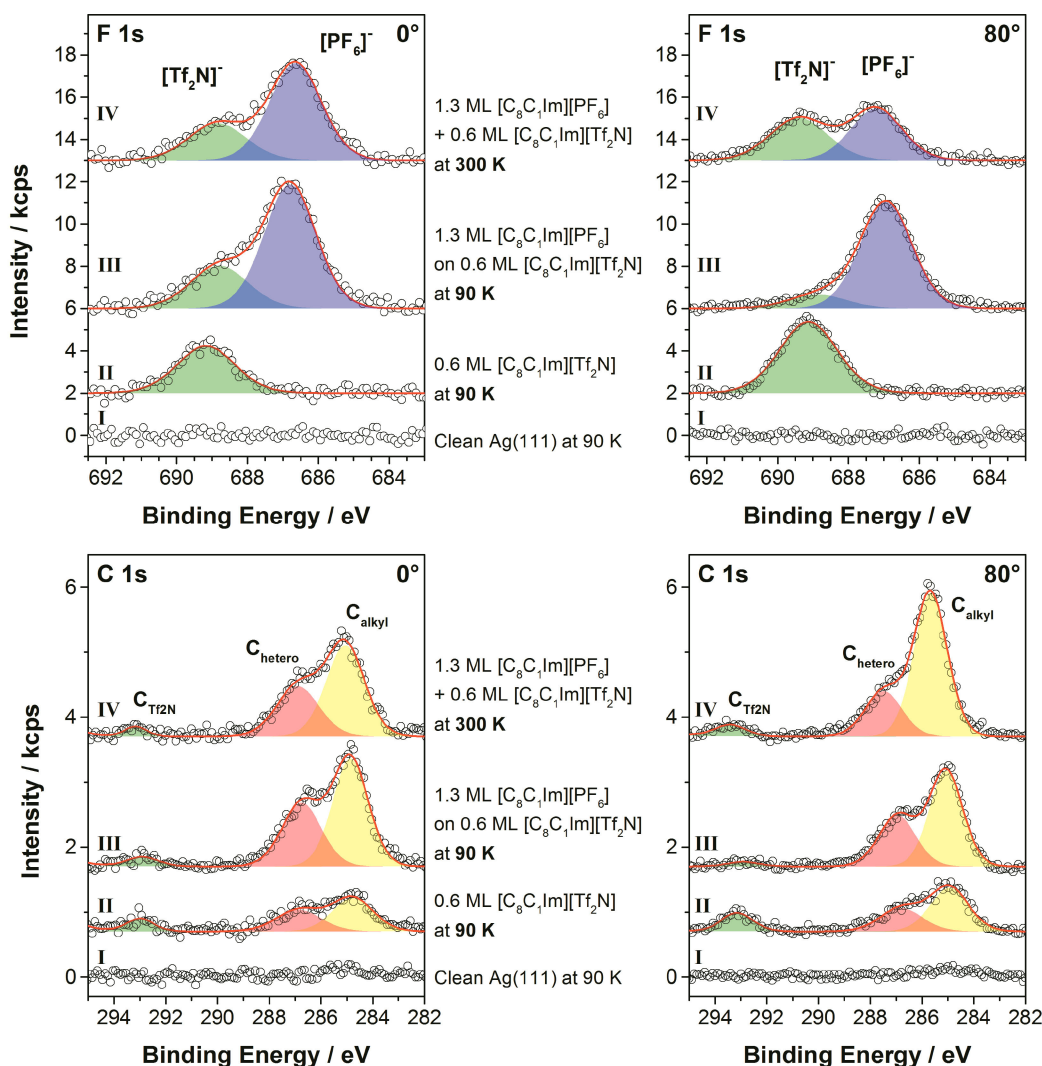 F 1s
0°
[PF6]-
[Tf2N]-
IV
III
II
I
18
16
14
12
10
8
6
4
2
0
692
690
688
686
684
Binding Energy / eV
Intensity / kcps
1.3 ML [C8C1Im][PF6]
+ 0.6 ML [C8C1Im][Tf2N]
at 300 K
1.3 ML [C8C1Im][PF6]
on 0.6 ML [C8C1Im][Tf2N]
at 90 K
0.6 ML [C8C1Im][Tf2N]
at 90 K
Clean Ag(111) at 90 K
F 1s
80°
[Tf2N]-
[PF6]-
IV
III
II
I
18
16
14
12
10
8
6
4
2
0
692
690
688
686
684
Binding Energy / eV
C 1s
0°
Calkyl
Chetero
CTf2N
IV
III
II
I
6
4
2
0
294
292
290
288
286
284
282
Binding Energy / eV
Intensity / kcps
1.3 ML [C8C1Im][PF6]
+ 0.6 ML [C8C1Im][Tf2N]
at 300 K
1.3 ML [C8C1Im][PF6]
on 0.6 ML [C8C1Im][Tf2N]
at 90 K
0.6 ML [C8C1Im][Tf2N]
at 90 K
Clean Ag(111) at 90 K
C 1s
80°
Calkyl
Chetero
CTf2N
IV
III
II
I
6
4
2
0
294
292
290
288
286
284
282
Binding Energy / eV